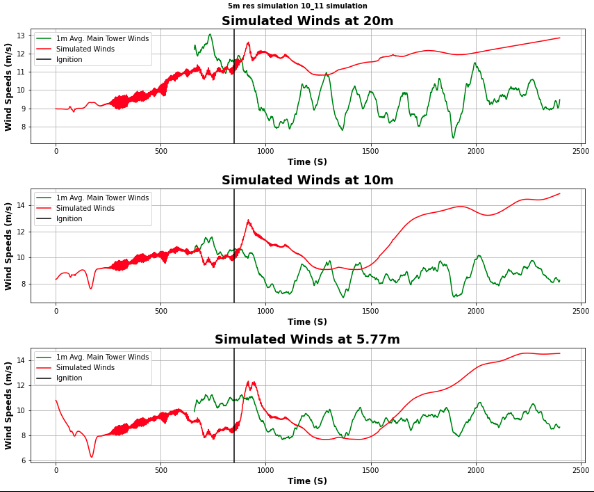 5m res simulation 10_11 simulation
Simulated Winds at 20m
1m Avg. Main Tower Winds
Simulated Winds
Ignition
Wind Speeds (m/s)
13
12
11
10
9
8
0
500
1000
1500
2000
2500
Time (S)
Simulated Winds at 10m
1m Avg. Main Tower Winds
Simulated Winds
Ignition
Wind Speeds (m/s)
14
12
10
8
0
500
1000
1500
2000
2500
Time (S)
Simulated Winds at 5.77m
1m Avg. Main Tower Winds
Simulated Winds
Ignition
Wind Speeds (m/s)
14
12
10
8
6
0
500
1000
1500
2000
2500
Time (S)